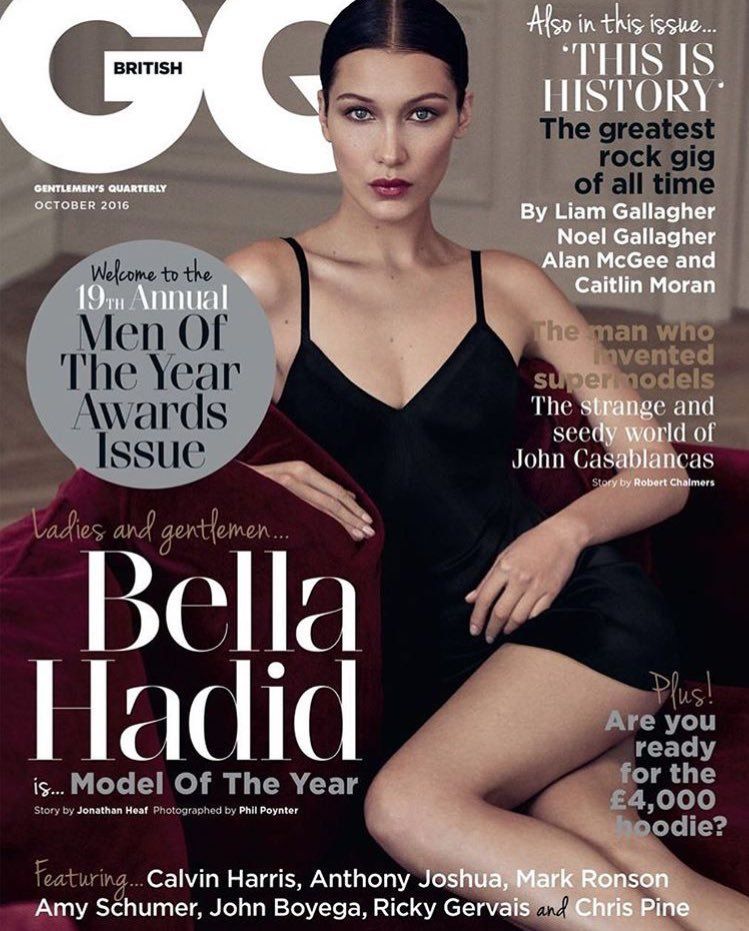 GQ
BRITISH
GENTLEMEN'S QUARTERLY
OCTOBER 2016
Also in this issue...
'THIS IS
HISTORY'
The greatest
rock gig
of all time
By Liam Gallagher
Noel Gallagher
Alan McGee and
Caitlin Moran
The man who
invented
supermodels
The strange and
seedy world of
John Casablancas
Story by Robert Chalmers
Welcome to the
19TH Annual
Men Of
The Year
Awards
Issue
Ladies and gentlemen...
Bella
Hadid
is... Model Of The Year
Story by Jonathan Heaf Photographed by Phil Poynter
Plus!
Are you
ready
for the
£4,000
hoodie?
Featuring... Calvin Harris, Anthony Joshua, Mark Ronson
Amy Schumer, John Boyega, Ricky Gervais and Chris Pine